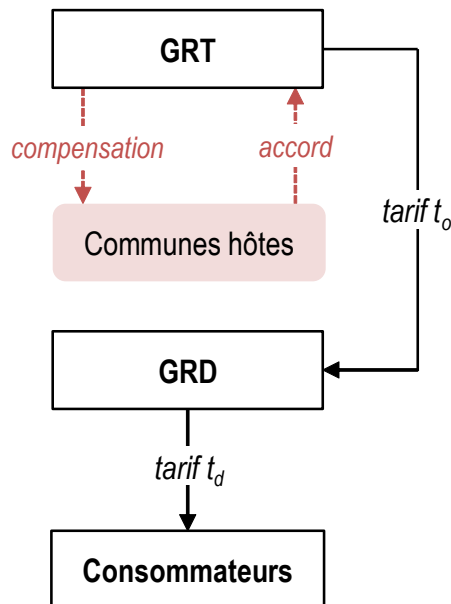 GRT
compensation
accord
tarif t_o
Communes hôtes
GRD
tarif t_d
Consommateurs